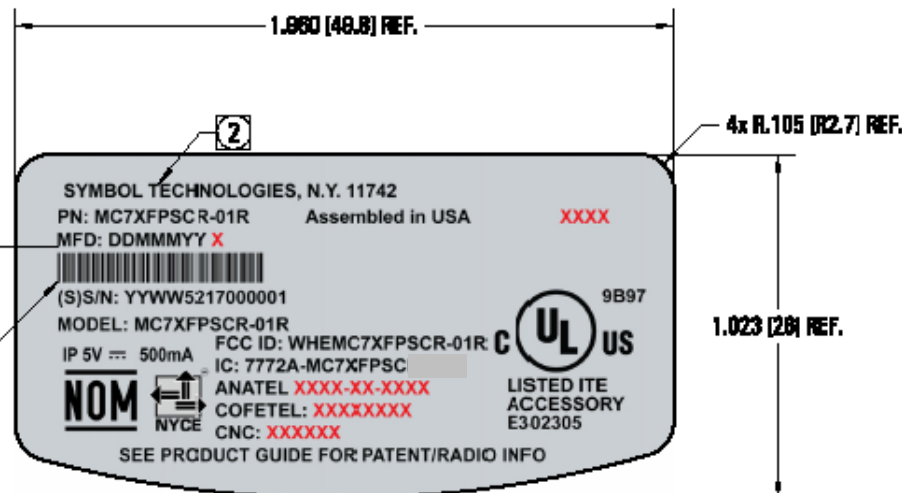 1.960 [49.8] REF.
2
4x R.105 [R2.7] REF.
SYMBOL TECHNOLOGIES, N.Y. 11742
PN: MC7XFPSCR-01R Assembled in USA XXXX
MFD: DDMMMYY X
(S)S/N: YYWW5217000001
9B97
MODEL: MC7XFPSCR-01R
C UL US
1.023 [26] REF.
FCC ID: WHEMC7XFPSCR-01R
IP 5V 500mA
IC: 7772A-MC7XFPSC
NOM
NYCE
ANATEL XXXX-XX-XXXX
COFETEL: XXXXXXXX
CNC: XXXXXX
LISTED ITE
ACCESSORY
E302305
SEE PRODUCT GUIDE FOR PATENT/RADIO INFO